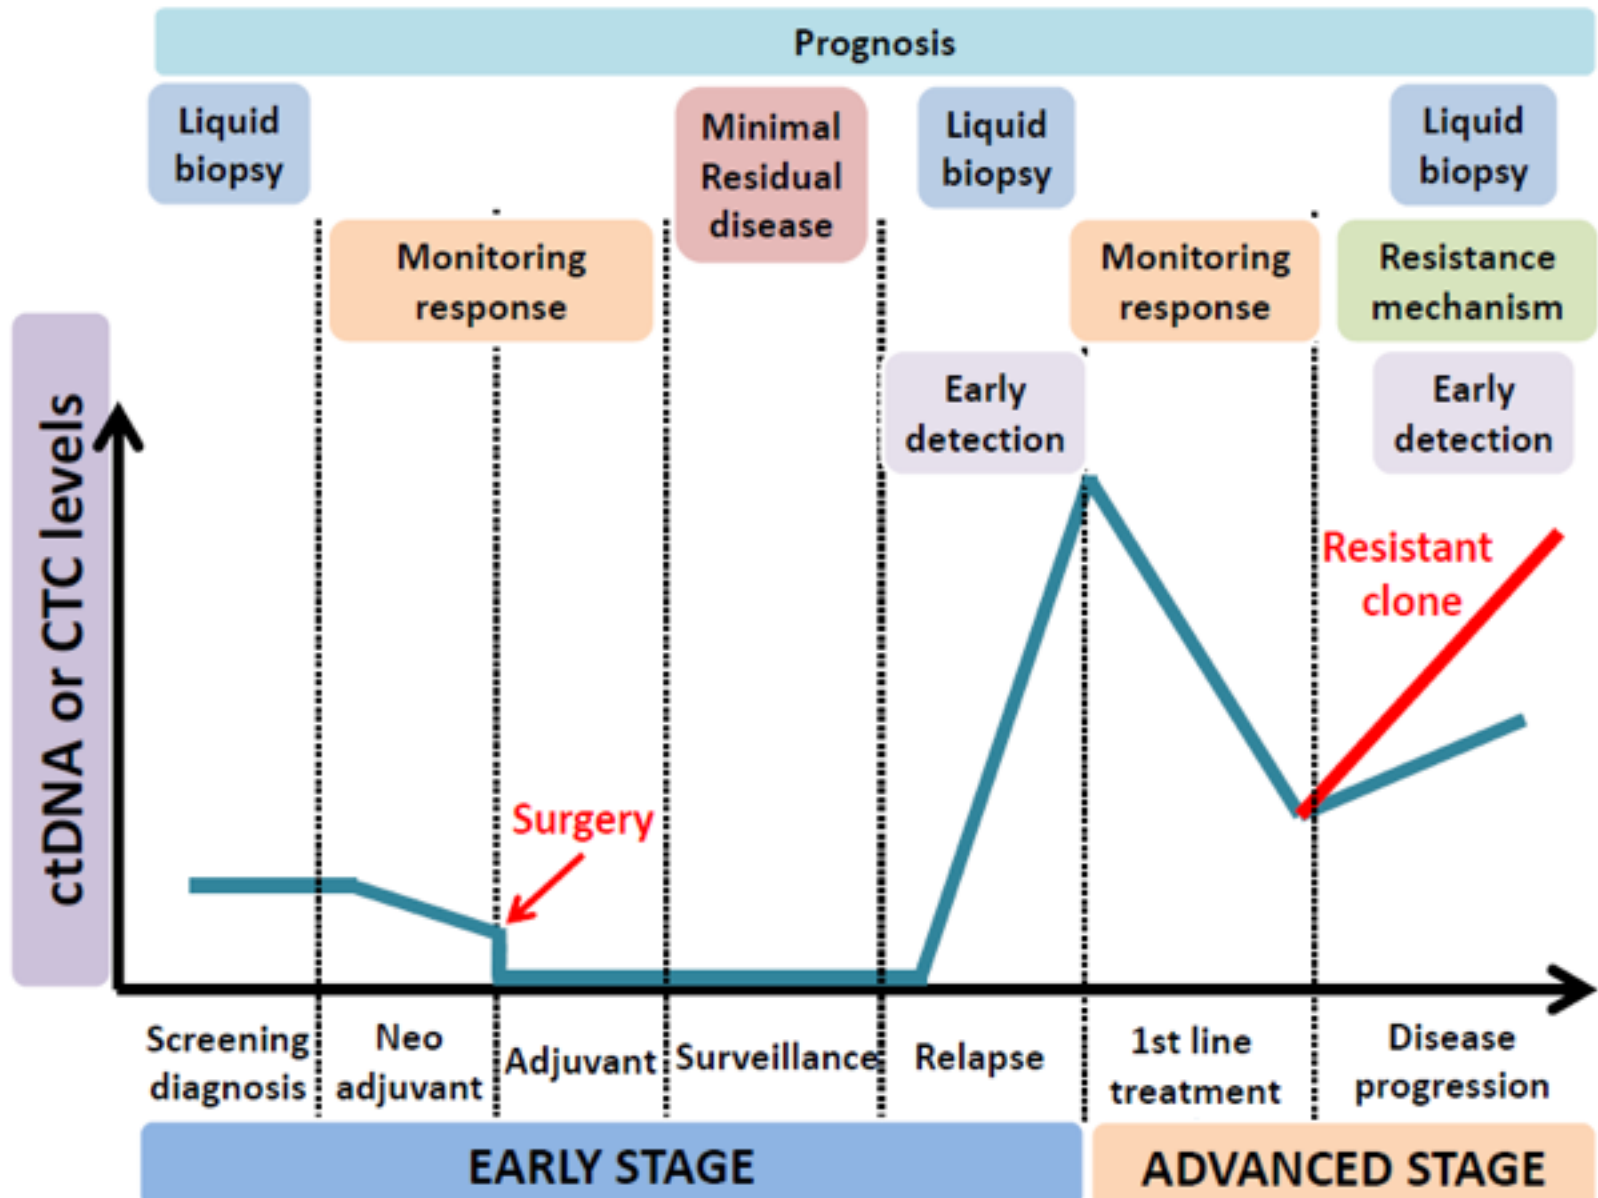 Prognosis
Liquid
biopsy
Minimal
Residual
disease
Liquid
biopsy
Liquid
biopsy
Monitoring
response
Monitoring
response
Resistance
mechanism
Early
detection
Early
detection
ctDNA or CTC levels
Resistant
clone
Surgery
Screening
diagnosis
Neo
adjuvant
Adjuvant
Surveillance
Relapse
1st line
treatment
Disease
progression
EARLY STAGE
ADVANCED STAGE